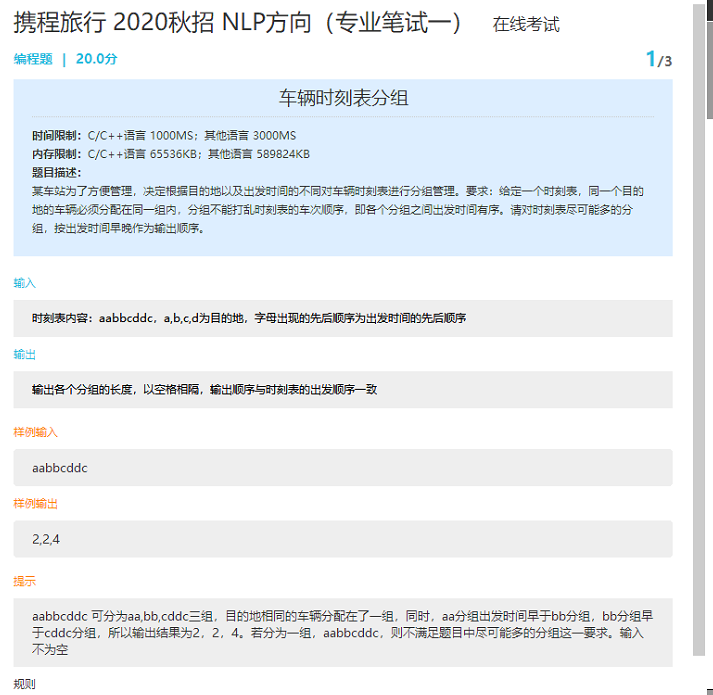 携程旅行 2020秋招 NLP方向（专业笔试一） 在线考试
编程题 | 20.0分 1/3
车辆时刻表分组
时间限制：C/C++语言 1000MS；其他语言 3000MS
内存限制：C/C++语言 65536KB；其他语言 589824KB
题目描述：
某车站为了方便管理，决定根据目的地以及出发时间的不同对车辆时刻表进行分组管理。要求：给定一个时刻表，同一个目的
地的车辆必须分配在同一组内，分组不能打乱时刻表的车次顺序，即各个分组之间出发时间有序。请对时刻表尽可能多的分
组，按出发时间早晚作为输出顺序。
输入
时刻表内容：aabbcddc，a,b,c,d为目的地，字母出现的先后顺序为出发时间的先后顺序
输出
输出各个分组的长度，以空格相隔，输出顺序与时刻表的出发顺序一致
样例输入
aabbcddc
样例输出
2,2,4
提示
aabbcddc 可分为aa,bb,cddc三组，目的地相同的车辆分配在了一组，同时，aa分组出发时间早于bb分组，bb分组早
于cddc分组，所以输出结果为2，2，4。若分为一组，aabbcddc，则不满足题目中尽可能多的分组这一要求。输入
不为空
规则